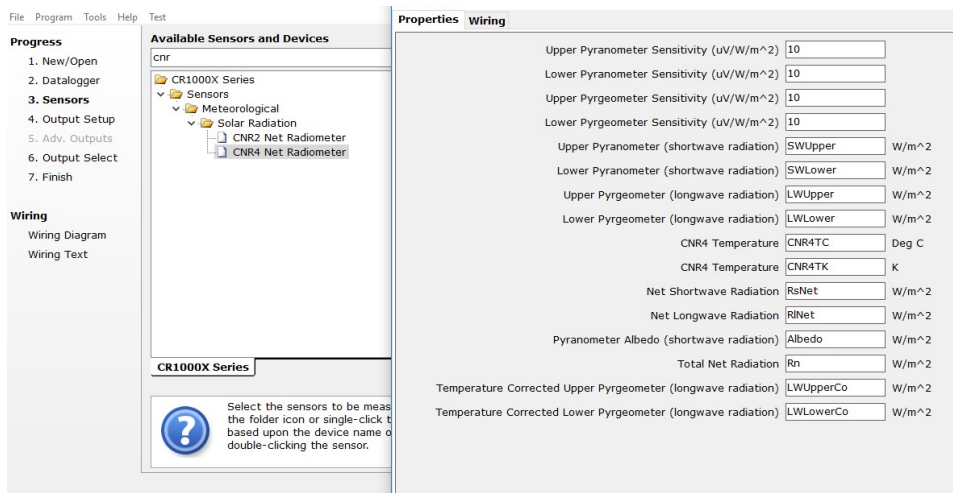 File Program Tools Help Test
Progress
1. New/Open
2. Datalogger
3. Sensors
4. Output Setup
5. Adv. Outputs
6. Output Select
7. Finish
Wiring
Wiring Diagram
Wiring Text
Available Sensors and Devices
cnr
CR1000X Series
Sensors
Meteorological
Solar Radiation
CNR2 Net Radiometer
CNR4 Net Radiometer
CR1000X Series
Select the sensors to be meas
the folder icon or single-click t
based upon the device name o
double-clicking the sensor.
Properties Wiring
Upper Pyranometer Sensitivity (uV/W/m^2) 10
Lower Pyranometer Sensitivity (uV/W/m^2) 10
Upper Pyrgeometer Sensitivity (uV/W/m^2) 10
Lower Pyrgeometer Sensitivity (uV/W/m^2) 10
Upper Pyranometer (shortwave radiation) SWUpper W/m^2
Lower Pyranometer (shortwave radiation) SWLower W/m^2
Upper Pyrgeometer (longwave radiation) LWUpper W/m^2
Lower Pyrgeometer (longwave radiation) LWLower W/m^2
CNR4 Temperature CNR4TC Deg C
CNR4 Temperature CNR4TK K
Net Shortwave Radiation RsNet W/m^2
Net Longwave Radiation RlNet W/m^2
Pyranometer Albedo (shortwave radiation) Albedo W/m^2
Total Net Radiation Rn W/m^2
Temperature Corrected Upper Pyrgeometer (longwave radiation) LWUpperCo W/m^2
Temperature Corrected Lower Pyrgeometer (longwave radiation) LWLowerCo W/m^2